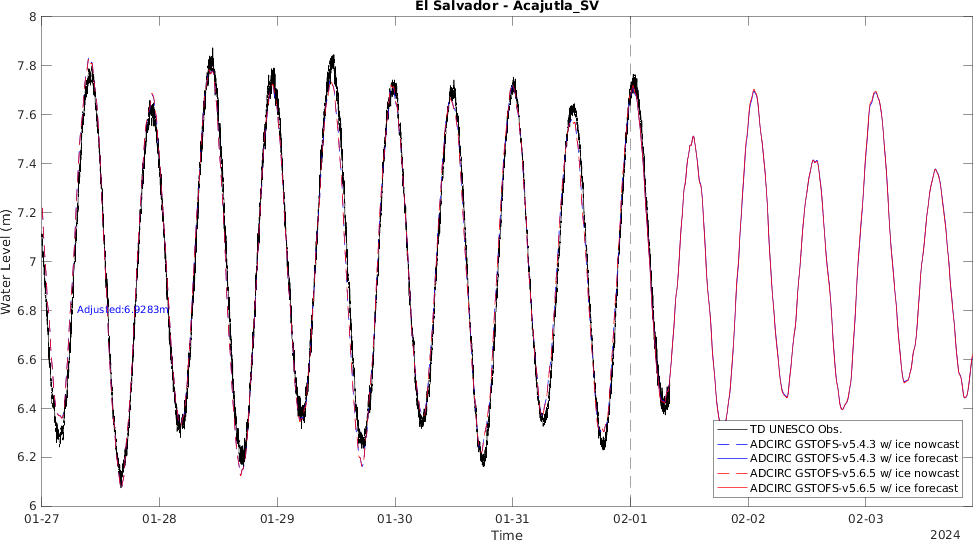 El Salvador - Acajutla_SV
8
7.8
7.6
7.4
7.2
7
6.8
6.6
6.4
6.2
6
Water Level (m)
Adjusted:6.9283m
TD UNESCO Obs.
ADCIRC GSTOFS-v5.4.3 w/ ice nowcast
ADCIRC GSTOFS-v5.4.3 w/ ice forecast
ADCIRC GSTOFS-v5.6.5 w/ ice nowcast
ADCIRC GSTOFS-v5.6.5 w/ ice forecast
01-27 01-28 01-29 01-30 01-31 02-01 02-02 02-03
Time
2024